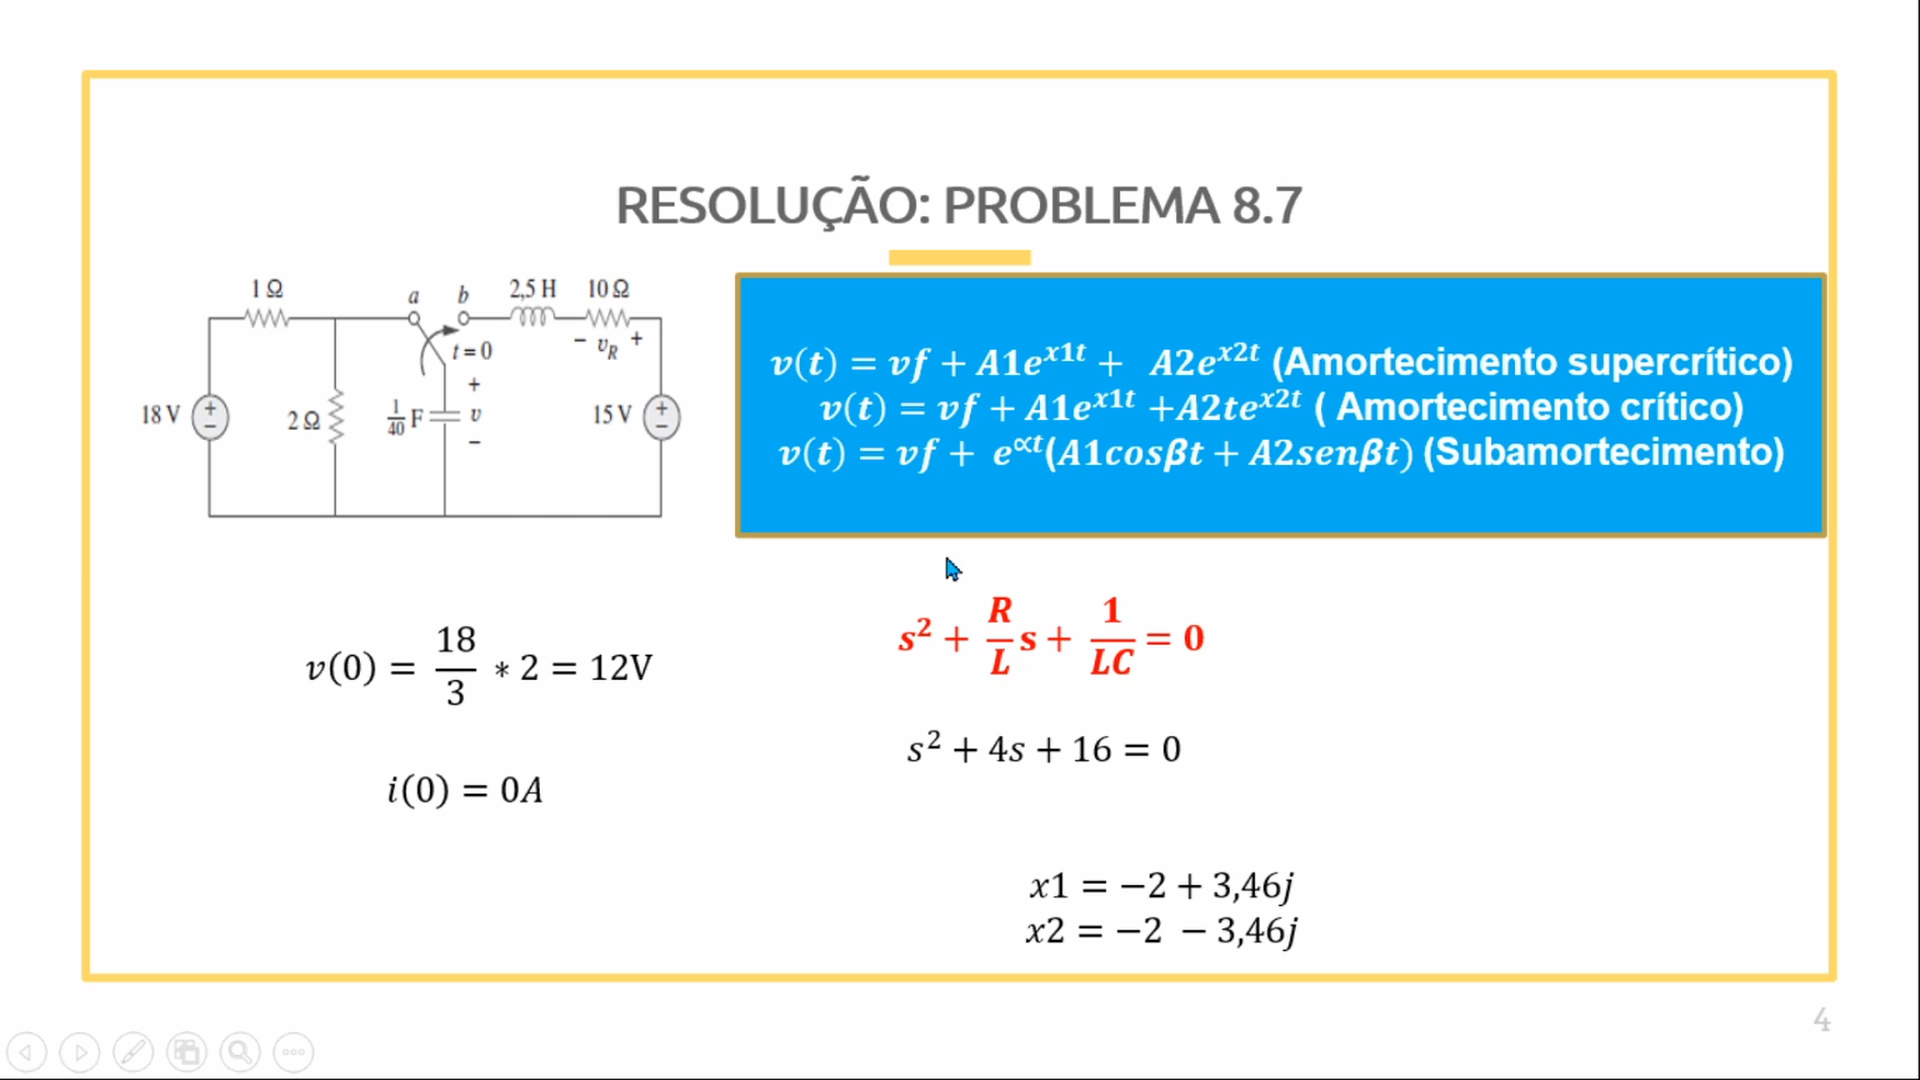 RESOLUÇÃO: PROBLEMA 8.7
1 Ω
a
b
2,5 H
10 Ω
t = 0
− vR +
18 V
+
−
2 Ω
1/40 F
+
v
−
15 V
+
−
v(t) = vf + A1e^x1t + A2e^x2t (Amortecimento supercrítico)
v(t) = vf + A1e^x1t +A2te^x2t ( Amortecimento crítico)
v(t) = vf + e^∝t(A1cosβt + A2senβt) (Subamortecimento)
v(0) = 18/3 ∗ 2 = 12V
i(0) = 0A
s² + R/L s + 1/LC = 0
s² + 4s + 16 = 0
x1 = −2 + 3,46j
x2 = −2 − 3,46j
4